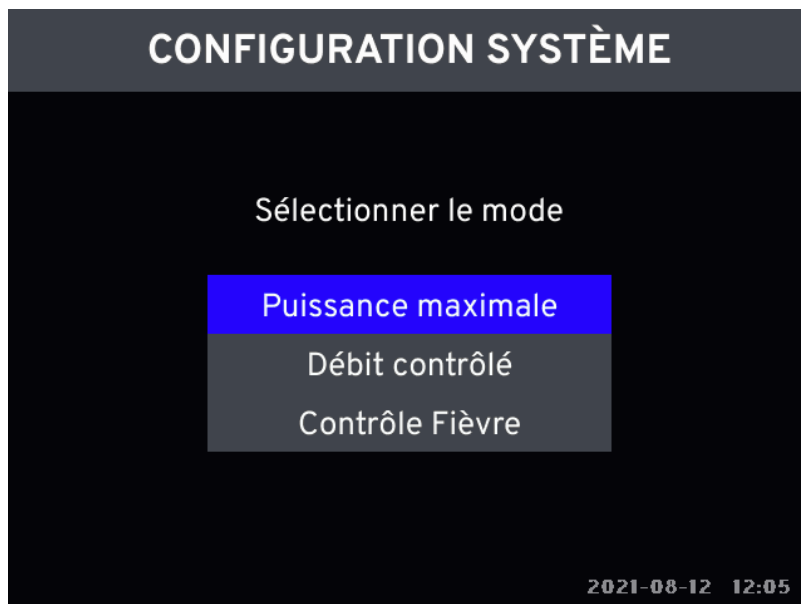 CONFIGURATION SYSTÈME
Sélectionner le mode
Puissance maximale
Débit contrôlé
Contrôle Fièvre
2021-08-12 12:05